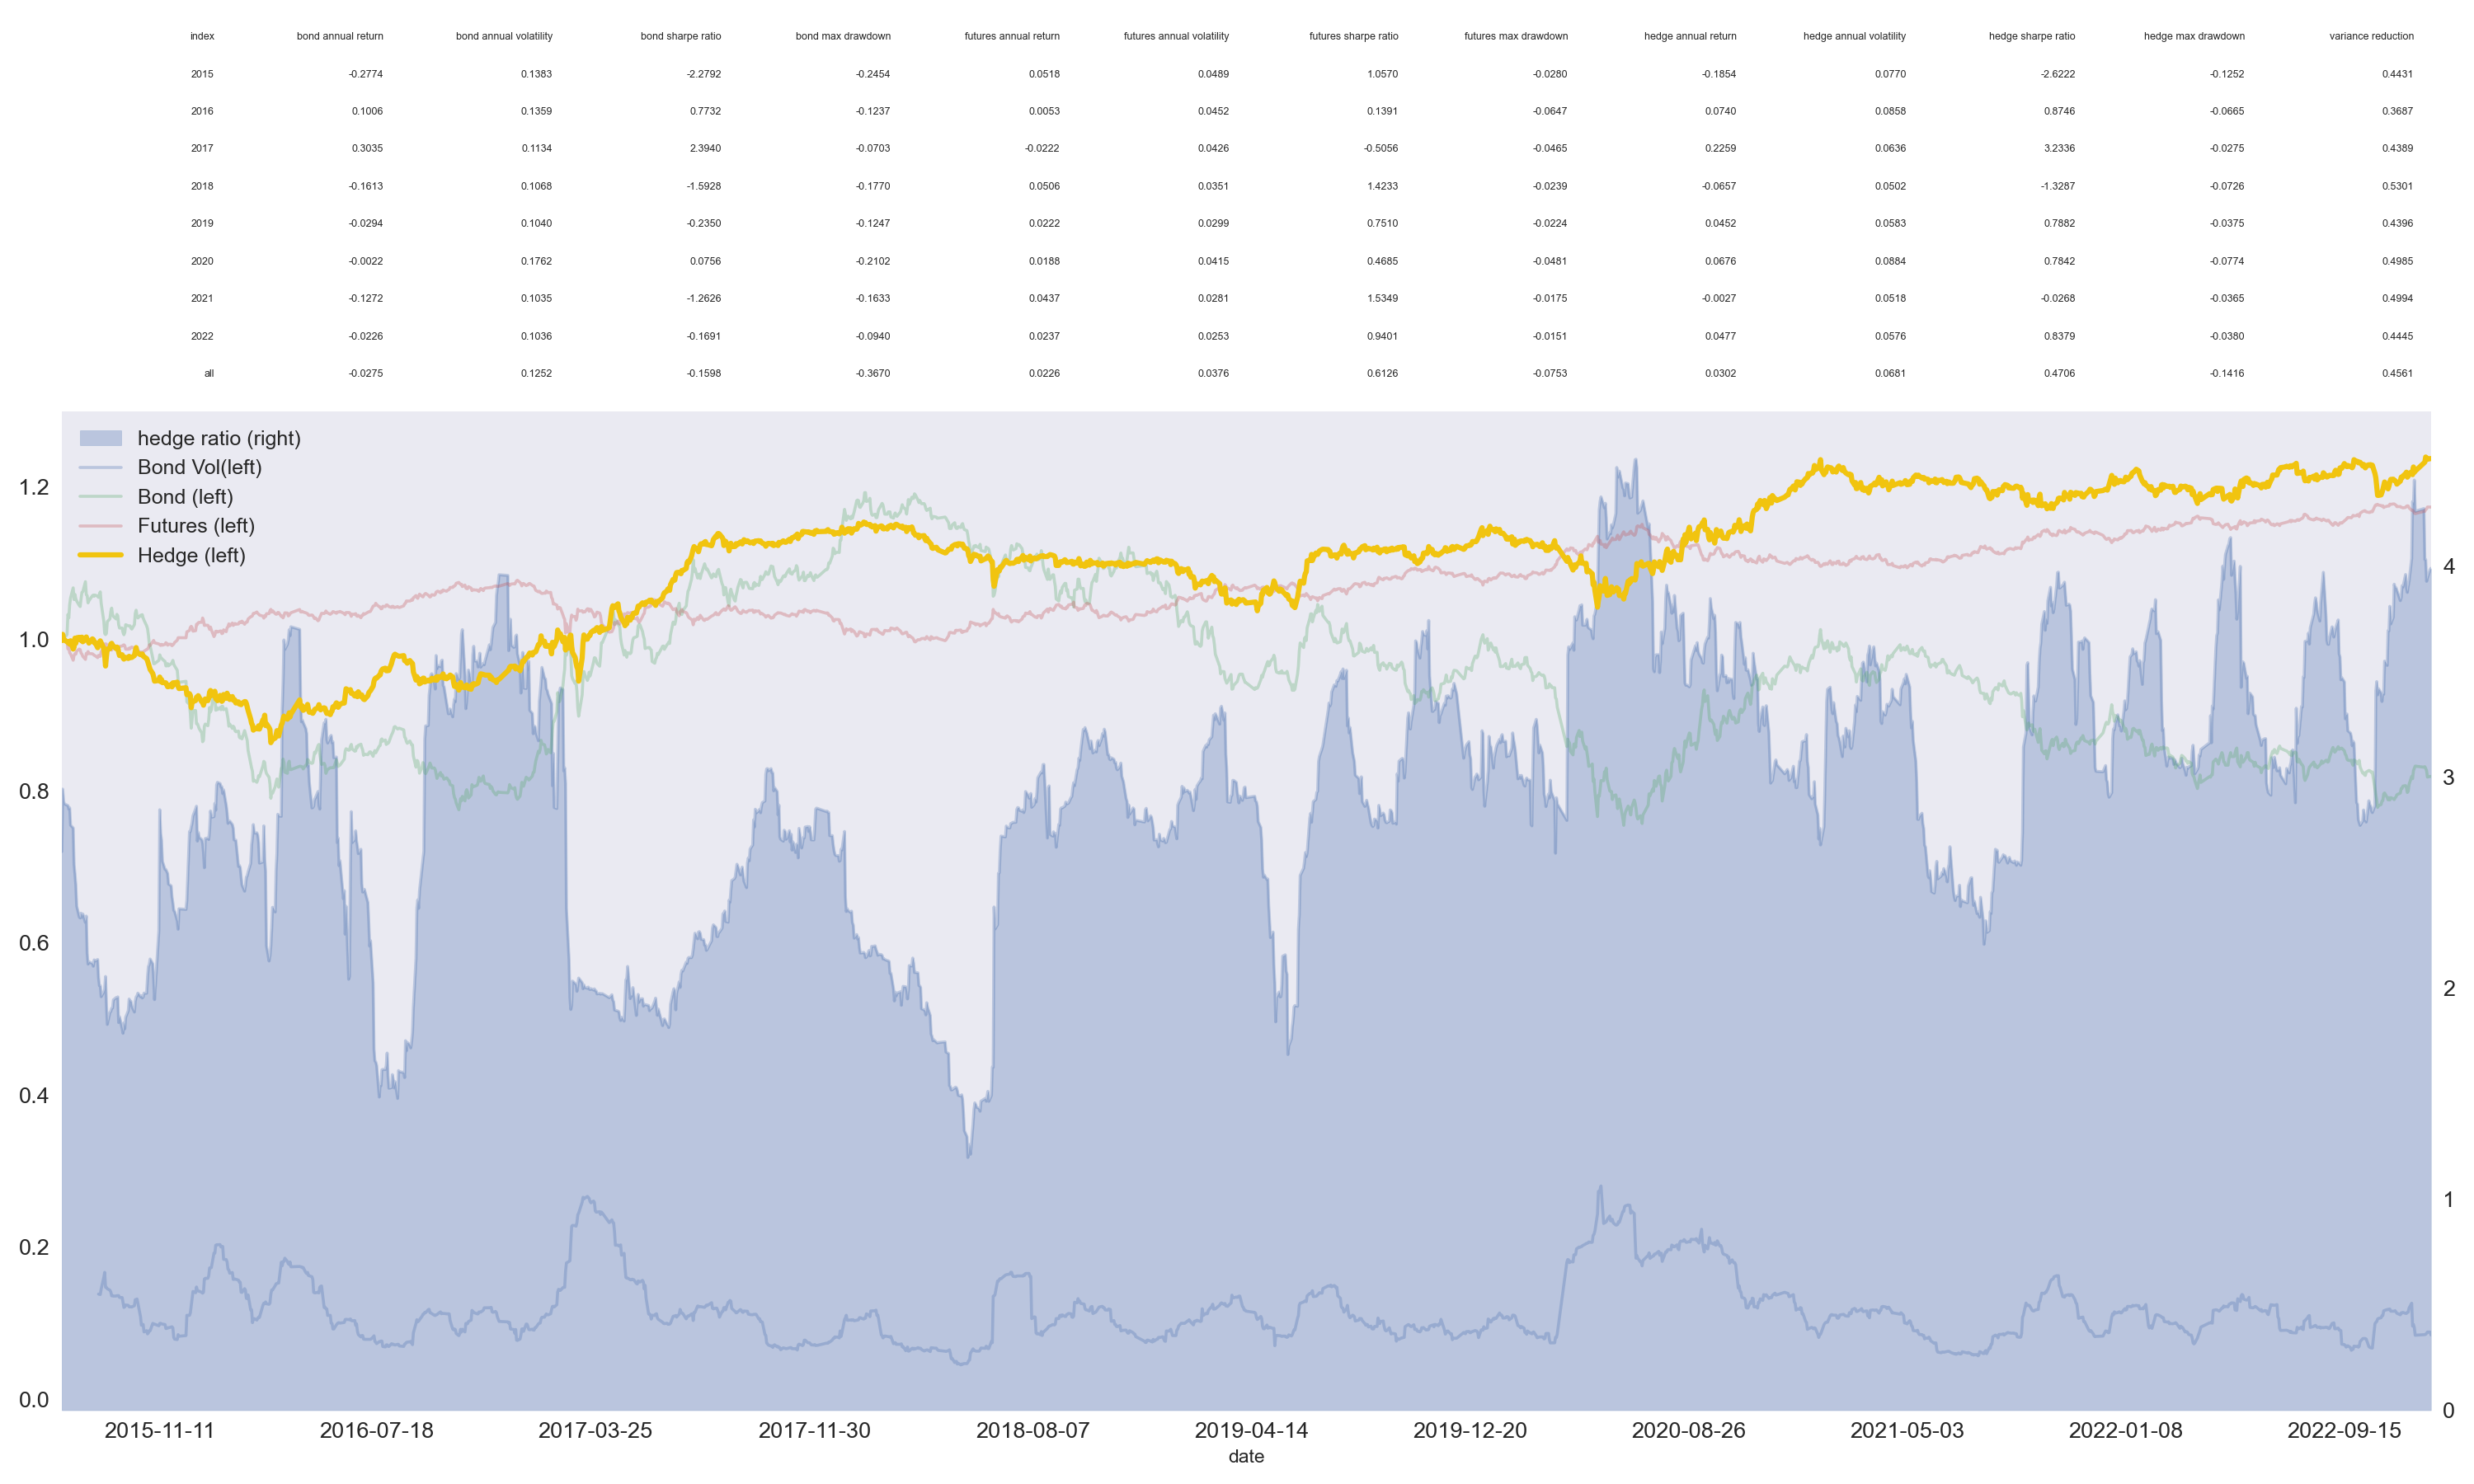 index bond annual return bond annual volatility bond sharpe ratio bond max drawdown futures annual return futures annual volatility futures sharpe ratio futures max drawdown hedge annual return hedge annual volatility hedge sharpe ratio hedge max drawdown variance reduction
2015 -0.2774 0.1383 -2.2792 -0.2454 0.0518 0.0489 1.0570 -0.0280 -0.1854 0.0770 -2.6222 -0.1252 0.4431
2016 0.1006 0.1359 0.7732 -0.1237 0.0053 0.0452 0.1391 -0.0647 0.0740 0.0858 0.8746 -0.0665 0.3687
2017 0.3035 0.1134 2.3940 -0.0703 -0.0222 0.0426 -0.5056 -0.0465 0.2259 0.0636 3.2336 -0.0275 0.4389
2018 -0.1613 0.1068 -1.5928 -0.1770 0.0506 0.0351 1.4233 -0.0239 -0.0657 0.0502 -1.3287 -0.0726 0.5301
2019 -0.0294 0.1040 -0.2350 -0.1247 0.0222 0.0299 0.7510 -0.0224 0.0452 0.0583 0.7882 -0.0375 0.4396
2020 -0.0022 0.1762 0.0756 -0.2102 0.0188 0.0415 0.4685 -0.0481 0.0676 0.0884 0.7842 -0.0774 0.4985
2021 -0.1272 0.1035 -1.2626 -0.1633 0.0437 0.0281 1.5349 -0.0175 -0.0027 0.0518 -0.0268 -0.0365 0.4994
2022 -0.0226 0.1036 -0.1691 -0.0940 0.0237 0.0253 0.9401 -0.0151 0.0477 0.0576 0.8379 -0.0380 0.4445
all -0.0275 0.1252 -0.1598 -0.3670 0.0226 0.0376 0.6126 -0.0753 0.0302 0.0681 0.4706 -0.1416 0.4561
hedge ratio (right)
Bond Vol(left)
Bond (left)
Futures (left)
Hedge (left)
1.2
1.0
0.8
0.6
0.4
0.2
0.0
4
3
2
1
0
2015-11-11 2016-07-18 2017-03-25 2017-11-30 2018-08-07 2019-04-14 2019-12-20 2020-08-26 2021-05-03 2022-01-08 2022-09-15
date